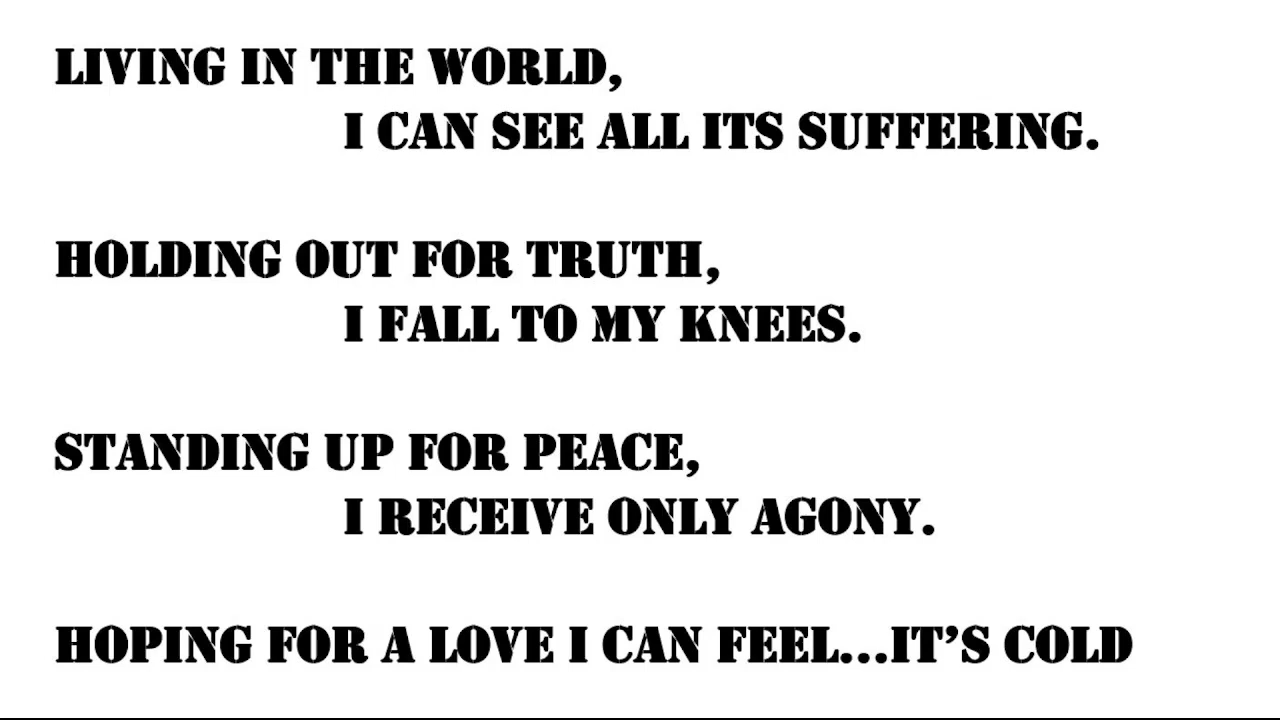 LIVING IN THE WORLD,
I CAN SEE ALL ITS SUFFERING.
HOLDING OUT FOR TRUTH,
I FALL TO MY KNEES.
STANDING UP FOR PEACE,
I RECEIVE ONLY AGONY.
HOPING FOR A LOVE I CAN FEEL...IT’S COLD